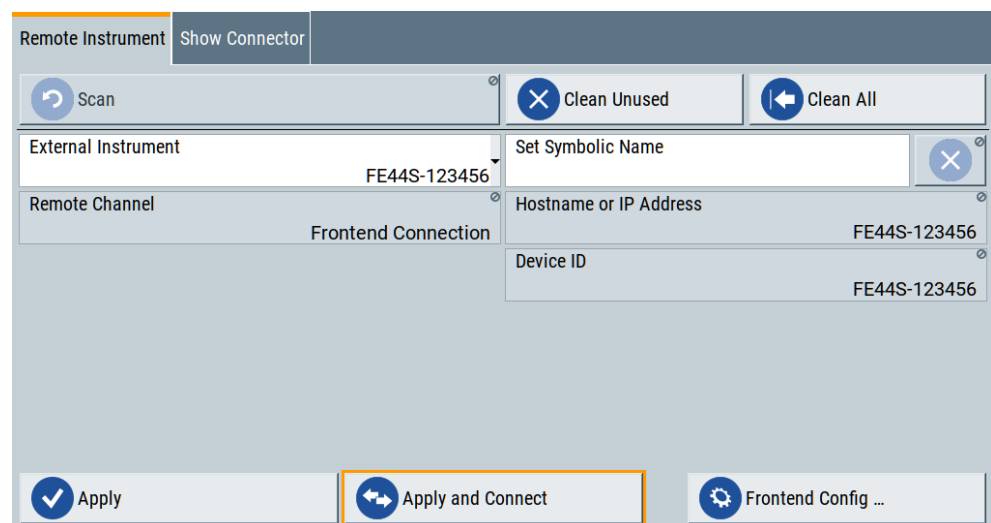 Remote Instrument Show Connector
Scan Clean Unused Clean All
External Instrument Set Symbolic Name
FE44S-123456
Remote Channel Hostname or IP Address
Frontend Connection FE44S-123456
Device ID
FE44S-123456
Apply Apply and Connect Frontend Config ...